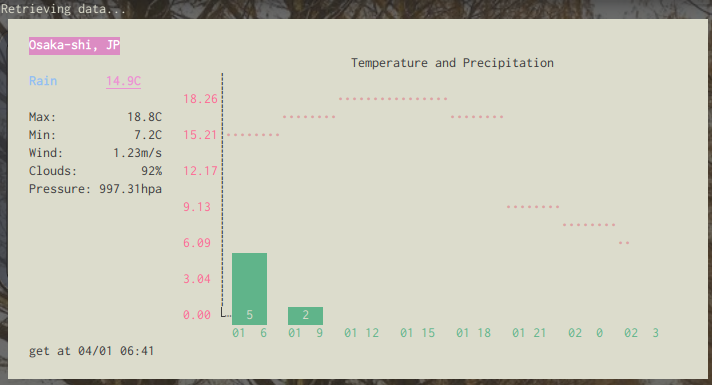 Retrieving data...
Osaka-shi, JP
Temperature and Precipitation
Rain 14.9C
18.26
Max: 18.8C
15.21
Min: 7.2C
Wind: 1.23m/s
Clouds: 92%
12.17
Pressure: 997.31hpa
9.13
6.09
3.04
0.00
5 2
01 6 01 9 01 12 01 15 01 18 01 21 02 0 02 3
get at 04/01 06:41